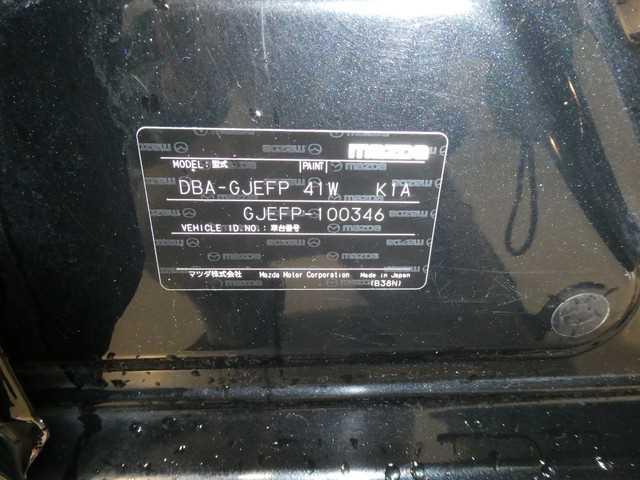 mazda
MODEL: 型式 PAINT
DBA-GJEFP 41W K1A
GJEFP-100346
VEHICLE ID.NO.: 車台番号
マツダ株式会社 Mazda Motor Corporation Made in Japan
(B38N)